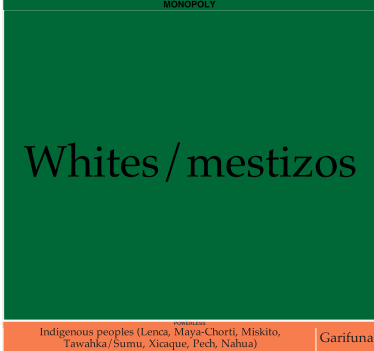 MONOPOLY
Whites/mestizos
POWERLESS
Indigenous peoples (Lenca, Maya-Chorti, Miskito,
Tawahka/Sumu, Xicaque, Pech, Nahua)
Garifuna